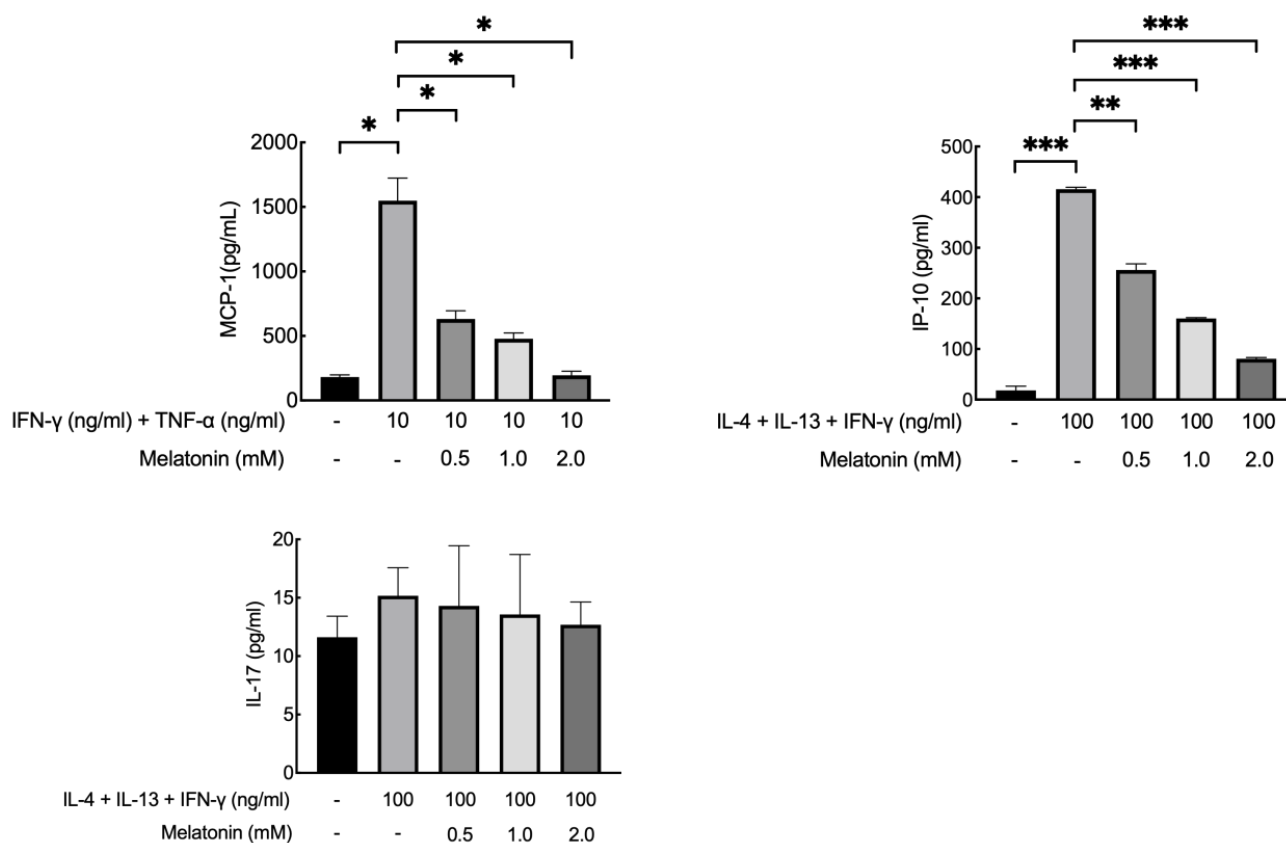 *
*
*
*
2000
1500
1000
500
0
MCP-1(pg/mL)
IFN-γ (ng/ml) + TNF-α (ng/ml) - 10 10 10 10
Melatonin (mM) - - 0.5 1.0 2.0
***
***
**
***
500
400
300
200
100
0
IP-10 (pg/ml)
IL-4 + IL-13 + IFN-γ (ng/ml) - 100 100 100 100
Melatonin (mM) - - 0.5 1.0 2.0
20
15
10
5
0
IL-17 (pg/ml)
IL-4 + IL-13 + IFN-γ (ng/ml) - 100 100 100 100
Melatonin (mM) - - 0.5 1.0 2.0